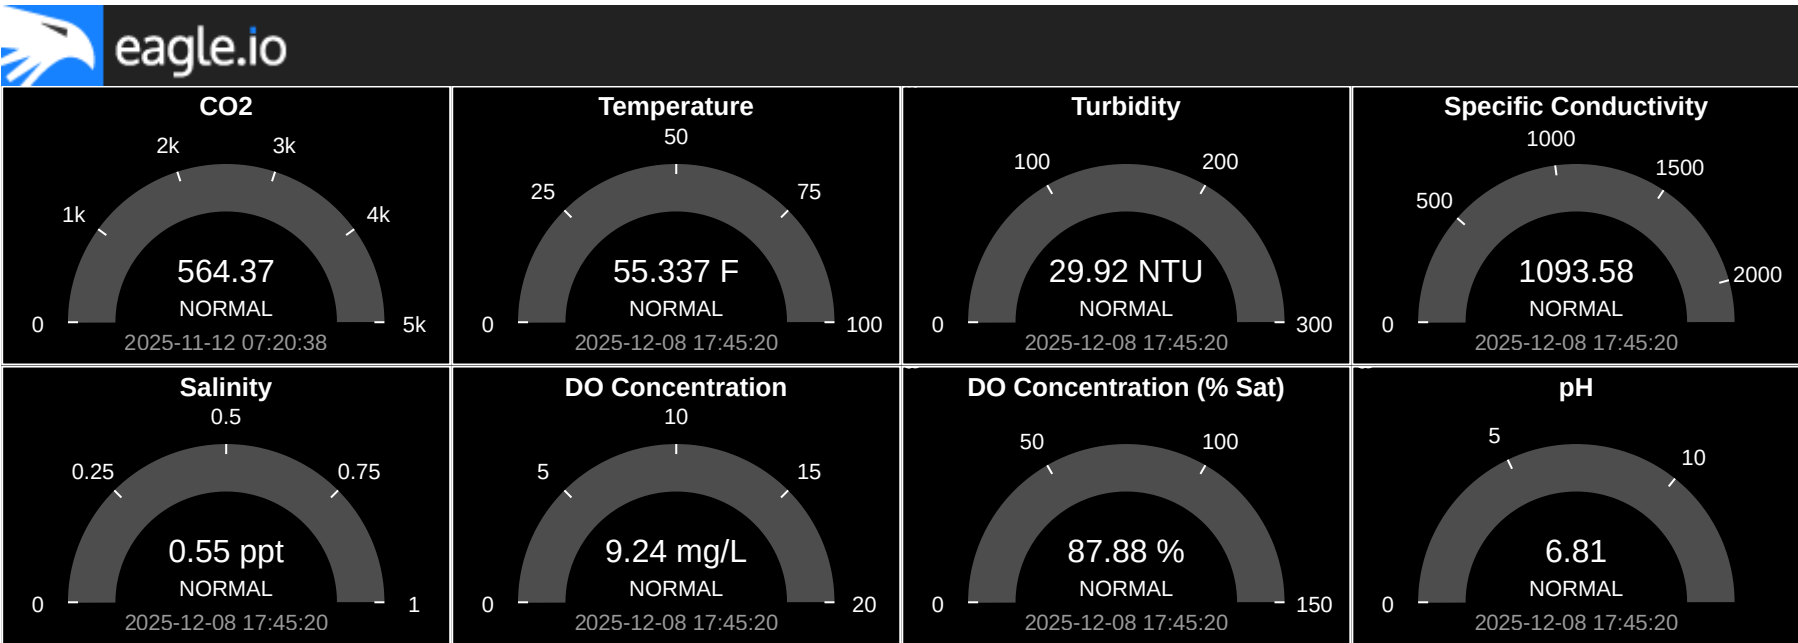 eagle.io
CO2
0
1k
2k
3k
4k
5k
564.37
NORMAL
2025-11-12 07:20:38
Temperature
0
25
50
75
100
55.337 F
NORMAL
2025-12-08 17:45:20
Turbidity
0
100
200
300
29.92 NTU
NORMAL
2025-12-08 17:45:20
Specific Conductivity
0
500
1000
1500
2000
1093.58
NORMAL
2025-12-08 17:45:20
Salinity
0
0.25
0.5
0.75
1
0.55 ppt
NORMAL
2025-12-08 17:45:20
DO Concentration
0
5
10
15
20
9.24 mg/L
NORMAL
2025-12-08 17:45:20
DO Concentration (% Sat)
0
50
100
150
87.88 %
NORMAL
2025-12-08 17:45:20
pH
0
5
10
6.81
NORMAL
2025-12-08 17:45:20